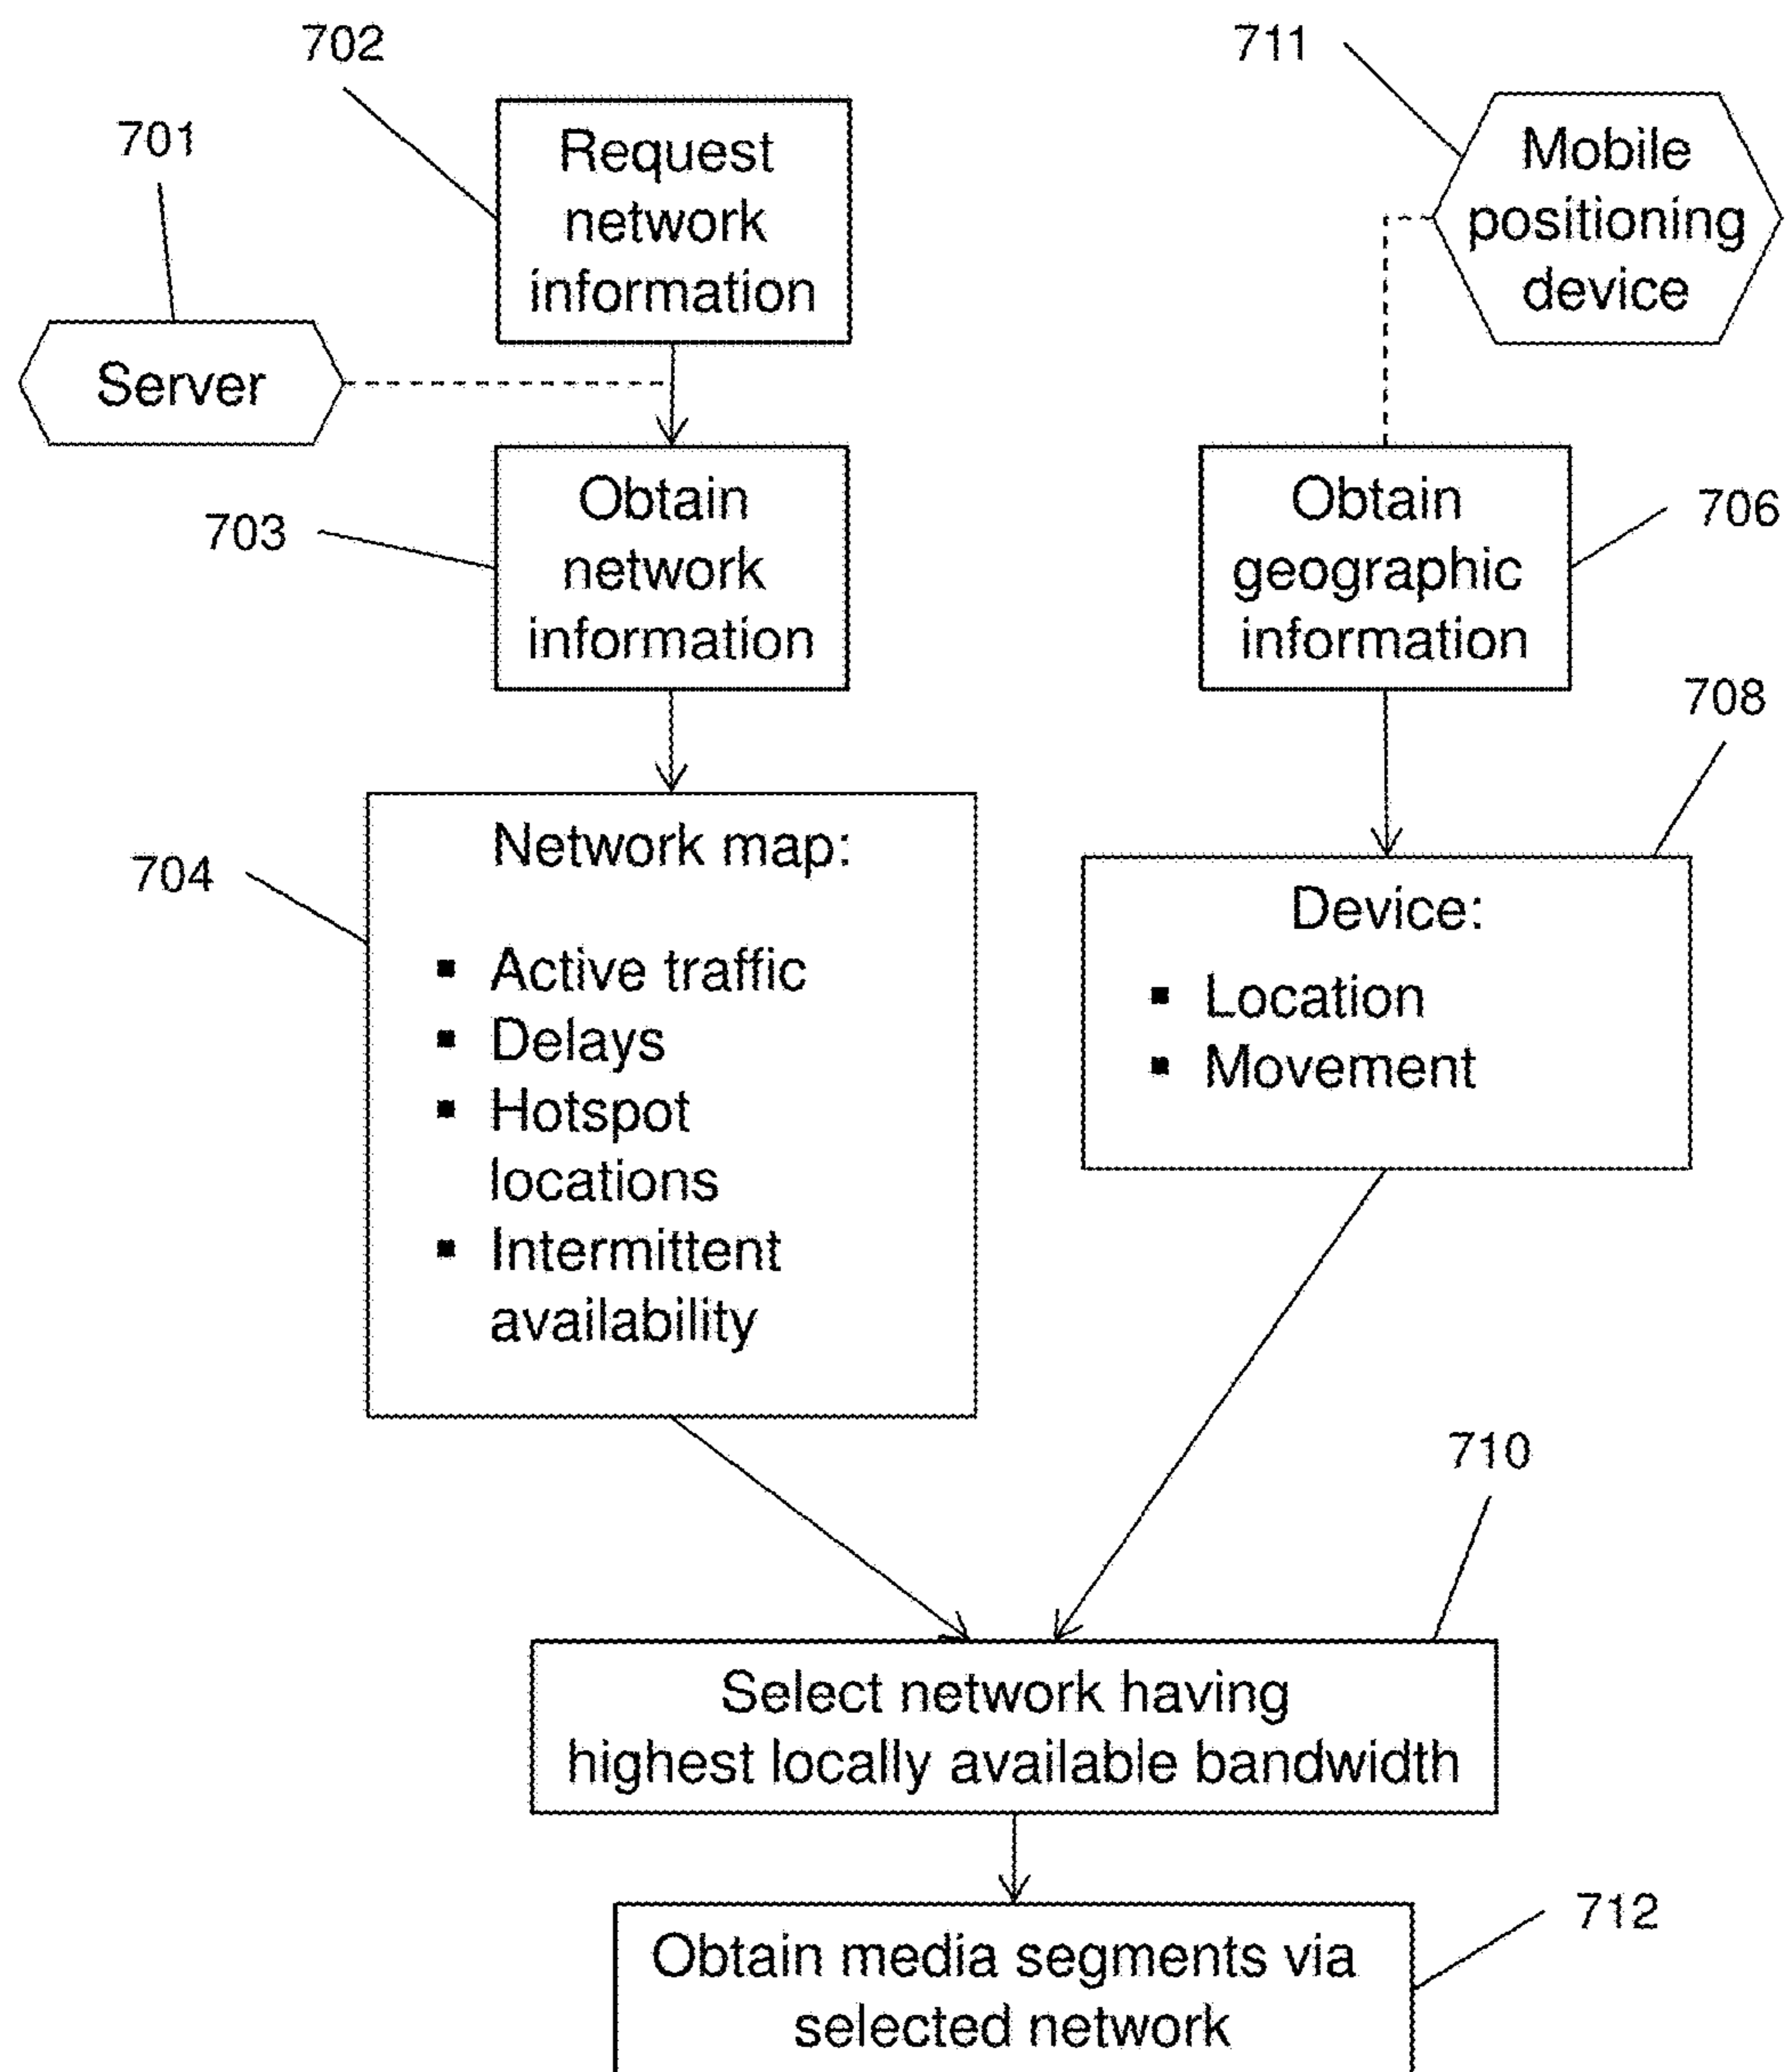 702
711
701
Request
network
information
Mobile
positioning
device
Server
703
Obtain
network
information
Obtain
geographic
information
706
708
704
Network map:
▪ Active traffic
▪ Delays
▪ Hotspot
locations
▪ Intermittent
availability
Device:
▪ Location
▪ Movement
710
Select network having
highest locally available bandwidth
712
Obtain media segments via
selected network